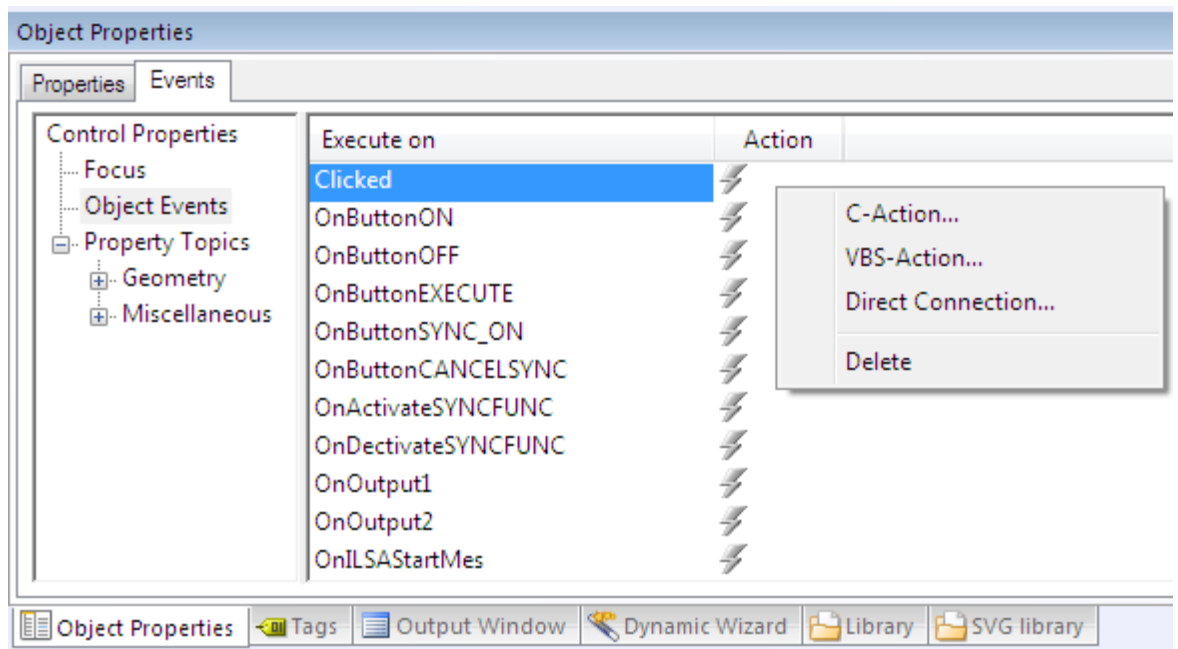 Object Properties
Properties Events
Control Properties
Focus
Object Events
Property Topics
Geometry
Miscellaneous
Execute on Action
Clicked
OnButtonON
OnButtonOFF
OnButtonEXECUTE
OnButtonSYNC_ON
OnButtonCANCELSYNC
OnActivateSYNCFUNC
OnDectivateSYNCFUNC
OnOutput1
OnOutput2
OnILSAStartMes
C-Action...
VBS-Action...
Direct Connection...
Delete
Object Properties Tags Output Window Dynamic Wizard Library SVG library